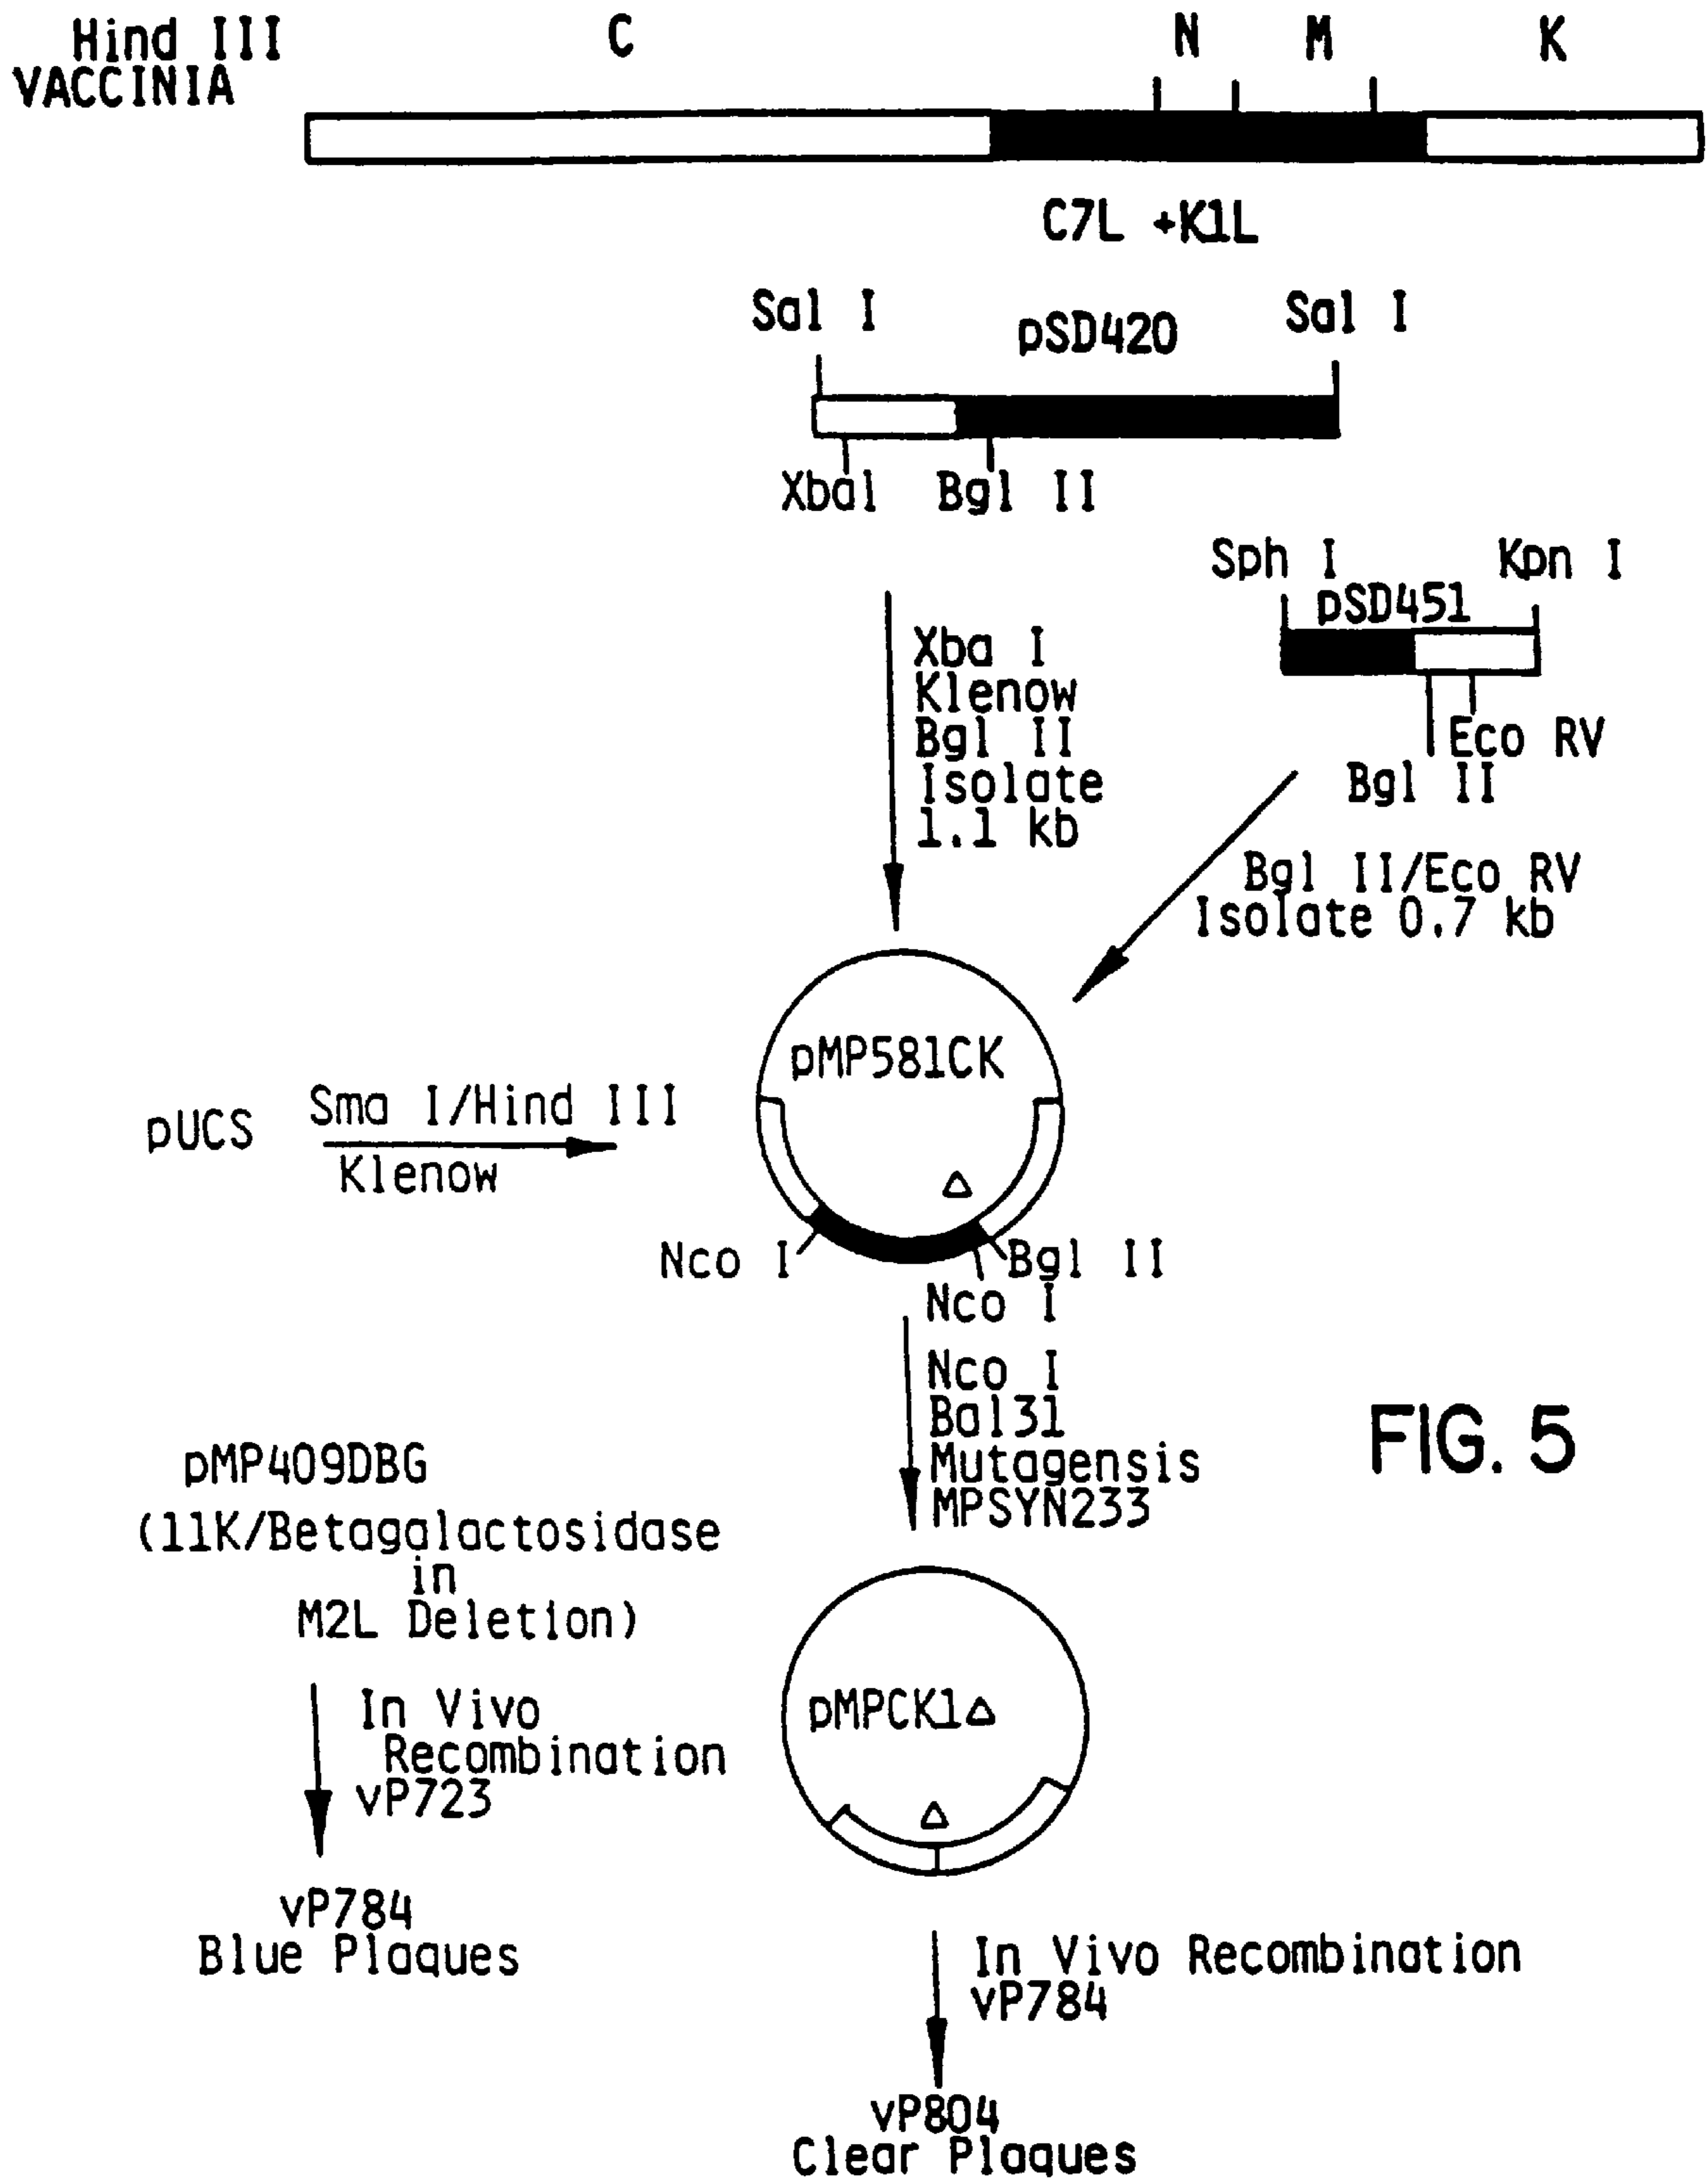 Hind III C N M K
VACCINIA
C7L +K1L
Sal I pSD420 Sal I
XbaI Bgl II
Sph I Kpn I
pSD451
Eco RV
Bgl II
Xba I
Klenow
Bgl II
Isolate
1.1 kb
Bgl II/Eco RV
Isolate 0.7 kb
pMP581CK
pUCS
Sma I/Hind III
Klenow
Δ
Nco I Bgl II
Nco I
Nco I
Bal31
Mutagensis
MPSYN233
FIG. 5
pMP409DBG
(11K/Betagalactosidase
in
M2L Deletion)
In Vivo
Recombination
vP723
vP784
Blue Plaques
pMPCK1Δ
Δ
In Vivo Recombination
vP784
vP804
Clear Plaques